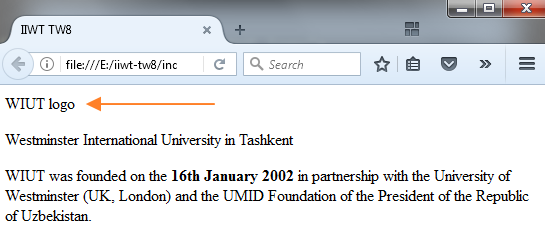 IIWT TW8
file:///E:/iiwt-tw8/inc
Search
WIUT logo
Westminster International University in Tashkent
WIUT was founded on the 16th January 2002 in partnership with the University of
Westminster (UK, London) and the UMID Foundation of the President of the Republic
of Uzbekistan.